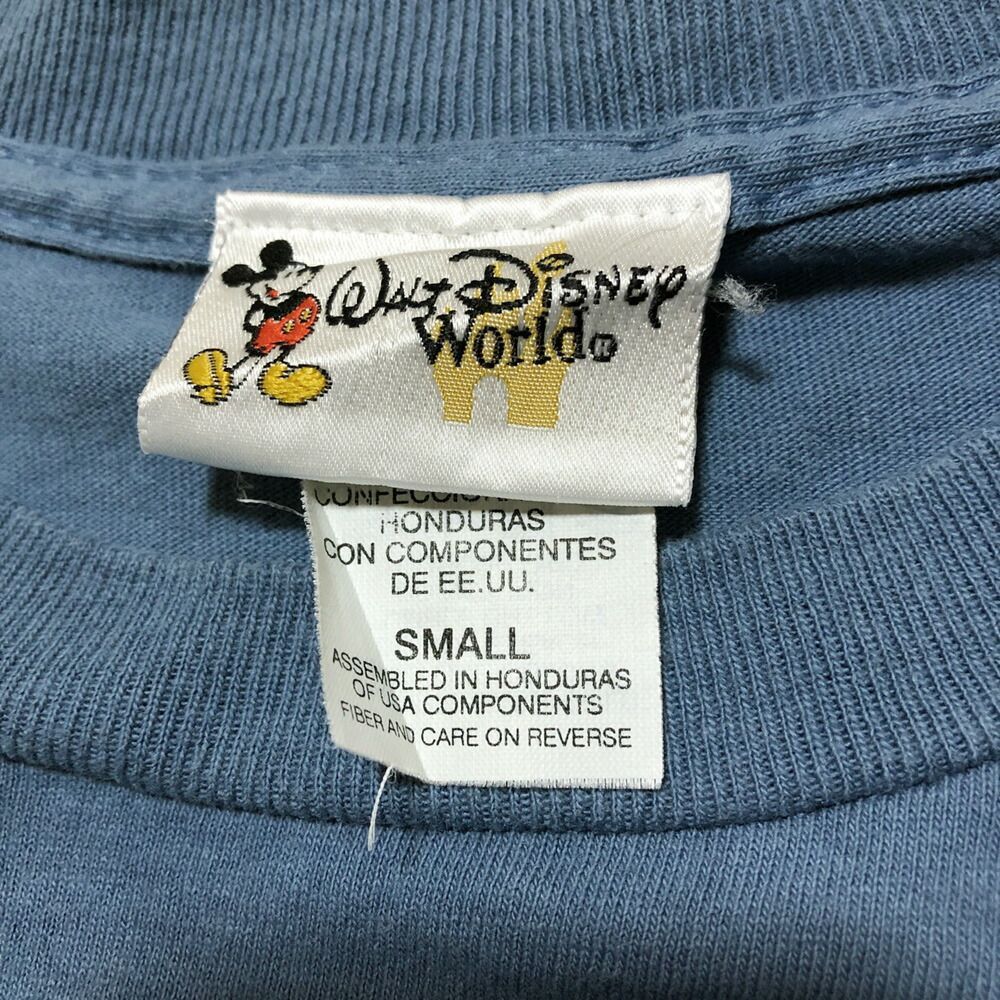 Walt Disney
World®
HONDURAS
CON COMPONENTES
DE EE.UU.
SMALL
ASSEMBLED IN HONDURAS
OF USA COMPONENTS
FIBER AND CARE ON REVERSE